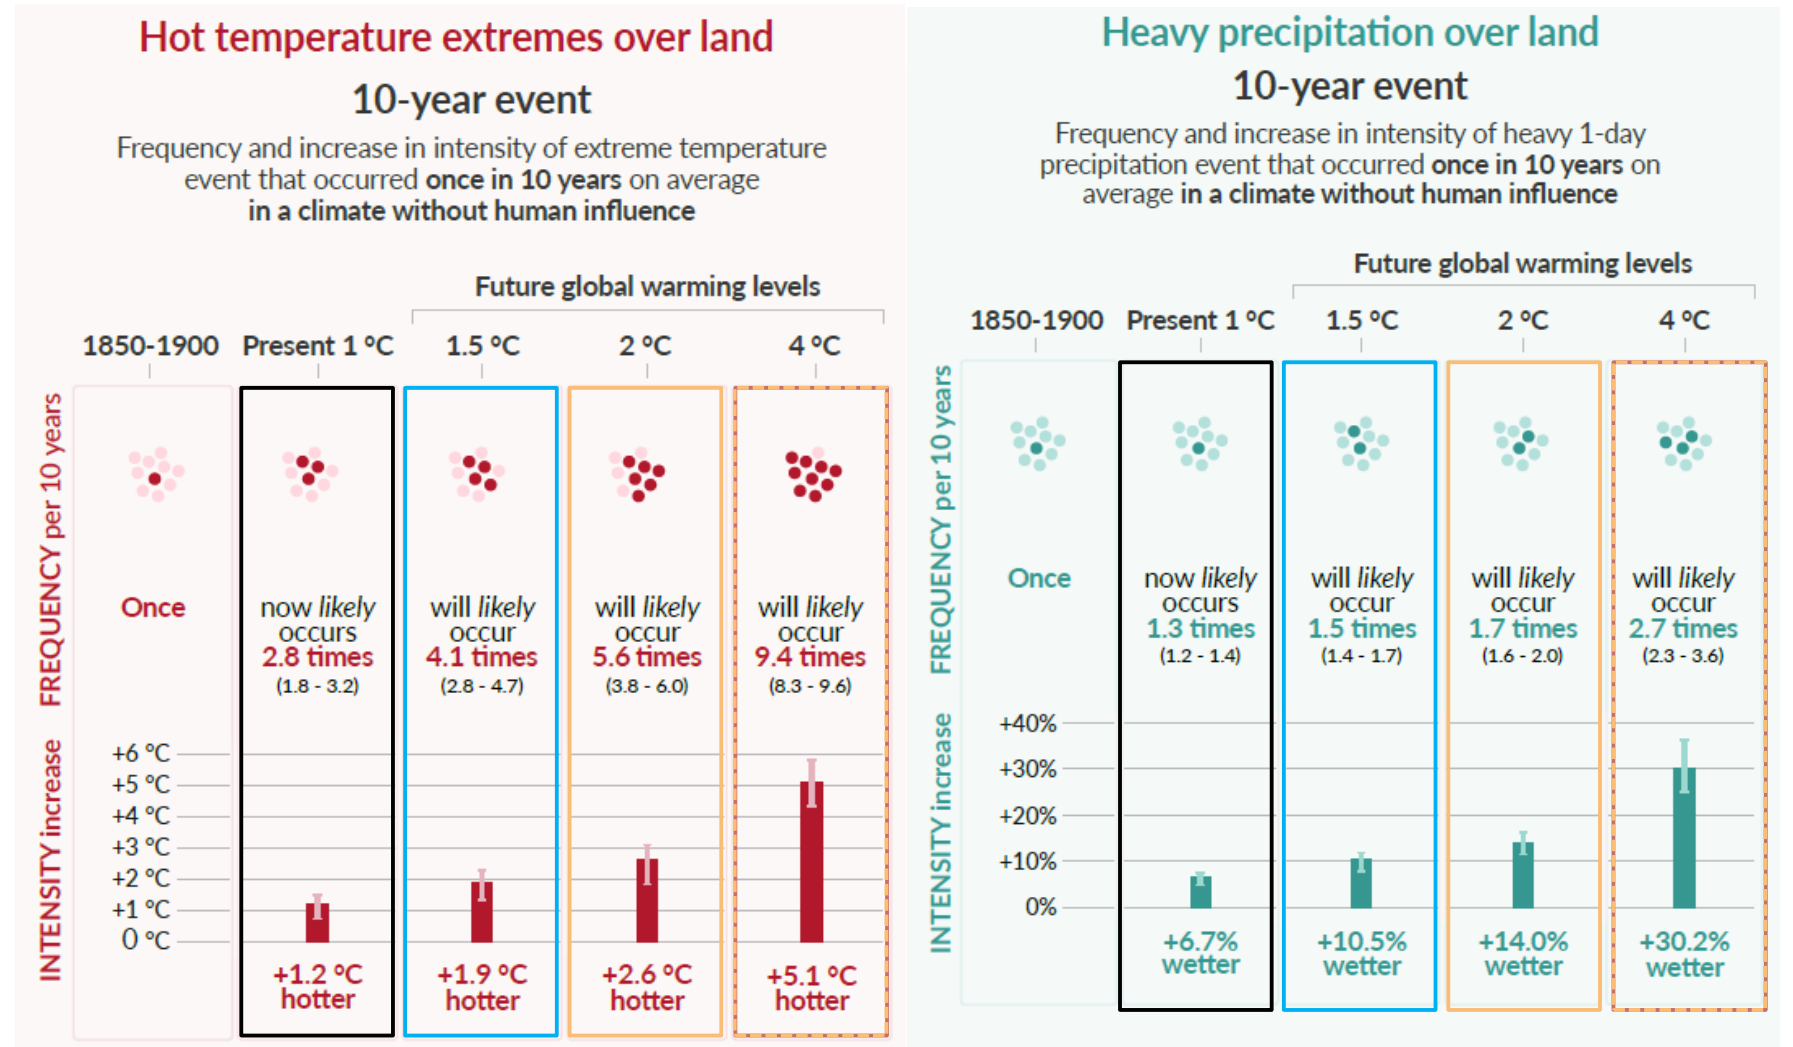 Hot temperature extremes over land
10-year event
Frequency and increase in intensity of extreme temperature
event that occurred once in 10 years on average
in a climate without human influence
Future global warming levels
1850-1900 Present 1 °C 1.5 °C 2 °C 4 °C
FREQUENCY per 10 years
Once
now likely
occurs
2.8 times
(1.8 - 3.2)
will likely
occur
4.1 times
(2.8 - 4.7)
will likely
occur
5.6 times
(3.8 - 6.0)
will likely
occur
9.4 times
(8.3 - 9.6)
INTENSITY increase
+6 °C
+5 °C
+4 °C
+3 °C
+2 °C
+1 °C
0 °C
+1.2 °C
hotter
+1.9 °C
hotter
+2.6 °C
hotter
+5.1 °C
hotter
Heavy precipitation over land
10-year event
Frequency and increase in intensity of heavy 1-day
precipitation event that occurred once in 10 years on
average in a climate without human influence
Future global warming levels
1850-1900 Present 1 °C 1.5 °C 2 °C 4 °C
FREQUENCY per 10 years
Once
now likely
occurs
1.3 times
(1.2 - 1.4)
will likely
occur
1.5 times
(1.4 - 1.7)
will likely
occur
1.7 times
(1.6 - 2.0)
will likely
occur
2.7 times
(2.3 - 3.6)
INTENSITY increase
+40%
+30%
+20%
+10%
0%
+6.7%
wetter
+10.5%
wetter
+14.0%
wetter
+30.2%
wetter